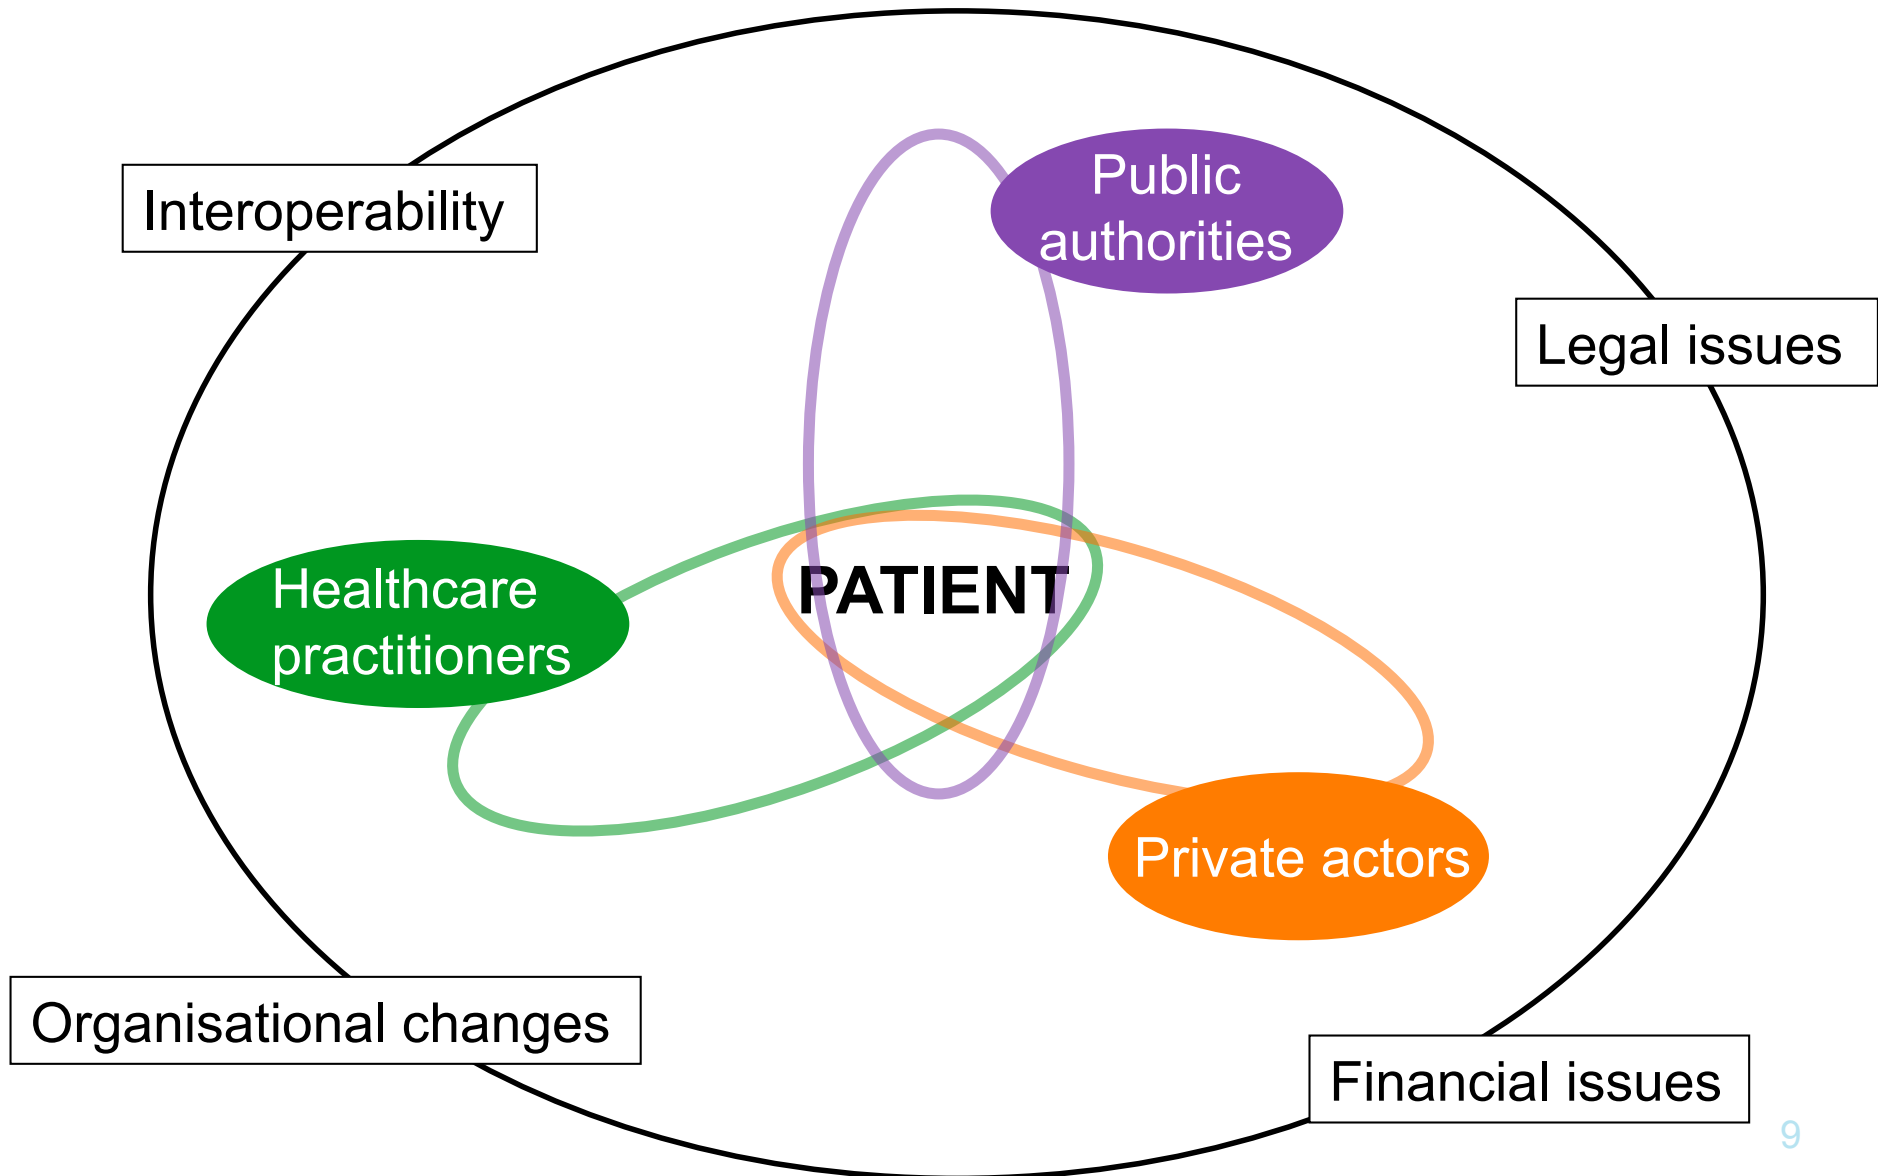 Public
authorities
Interoperability
Legal issues
Healthcare
practitioners
PATIENT
Private actors
Organisational changes
Financial issues
9